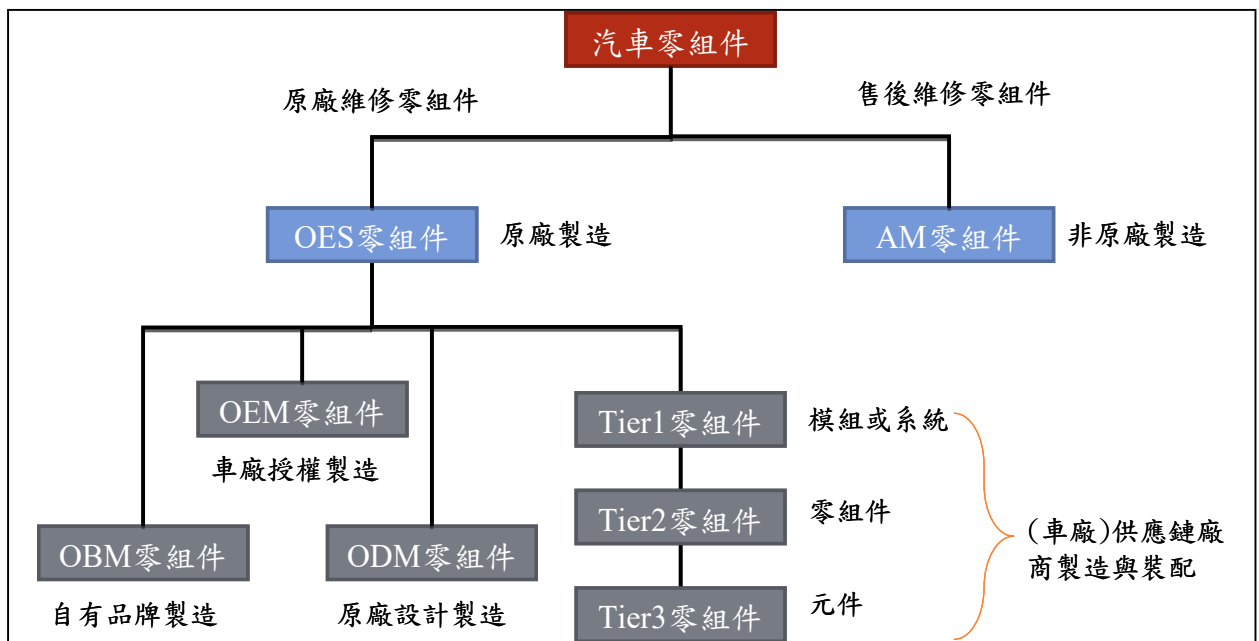 汽車零組件
原廠維修零組件
售後維修零組件
OES零組件
原廠製造
AM零組件
非原廠製造
OEM零組件
車廠授權製造
Tier1零組件
模組或系統
Tier2零組件
零組件
(車廠)供應鏈廠
商製造與裝配
OBM零組件
自有品牌製造
ODM零組件
原廠設計製造
Tier3零組件
元件